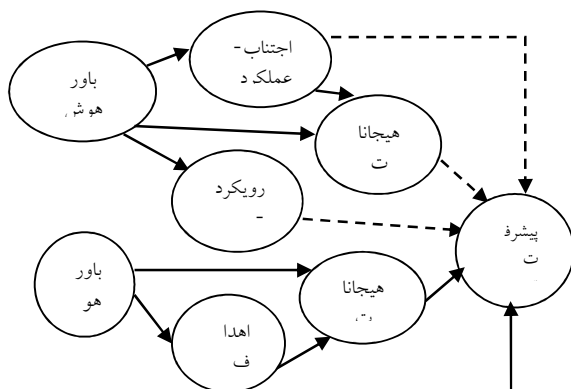 اجتناب-
عملکرد
باور
هوش
هیجانا
ت
رویکرد
-
پیشرف
ت
باور
هو
هیجانا
ت
اهدا
ف